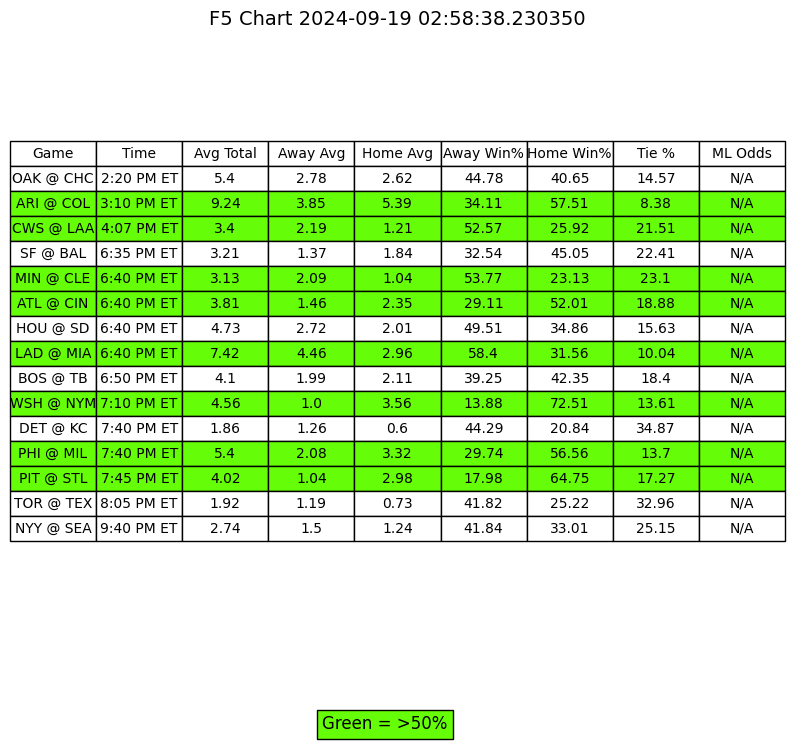 F5 Chart 2024-09-19 02:58:38.230350
Game Time Avg Total Away Avg Home Avg Away Win% Home Win% Tie % ML Odds
OAK @ CHC 2:20 PM ET 5.4 2.78 2.62 44.78 40.65 14.57 N/A
ARI @ COL 3:10 PM ET 9.24 3.85 5.39 34.11 57.51 8.38 N/A
CWS @ LAA 4:07 PM ET 3.4 2.19 1.21 52.57 25.92 21.51 N/A
SF @ BAL 6:35 PM ET 3.21 1.37 1.84 32.54 45.05 22.41 N/A
MIN @ CLE 6:40 PM ET 3.13 2.09 1.04 53.77 23.13 23.1 N/A
ATL @ CIN 6:40 PM ET 3.81 1.46 2.35 29.11 52.01 18.88 N/A
HOU @ SD 6:40 PM ET 4.73 2.72 2.01 49.51 34.86 15.63 N/A
LAD @ MIA 6:40 PM ET 7.42 4.46 2.96 58.4 31.56 10.04 N/A
BOS @ TB 6:50 PM ET 4.1 1.99 2.11 39.25 42.35 18.4 N/A
WSH @ NYM 7:10 PM ET 4.56 1.0 3.56 13.88 72.51 13.61 N/A
DET @ KC 7:40 PM ET 1.86 1.26 0.6 44.29 20.84 34.87 N/A
PHI @ MIL 7:40 PM ET 5.4 2.08 3.32 29.74 56.56 13.7 N/A
PIT @ STL 7:45 PM ET 4.02 1.04 2.98 17.98 64.75 17.27 N/A
TOR @ TEX 8:05 PM ET 1.92 1.19 0.73 41.82 25.22 32.96 N/A
NYY @ SEA 9:40 PM ET 2.74 1.5 1.24 41.84 33.01 25.15 N/A
Green = >50%